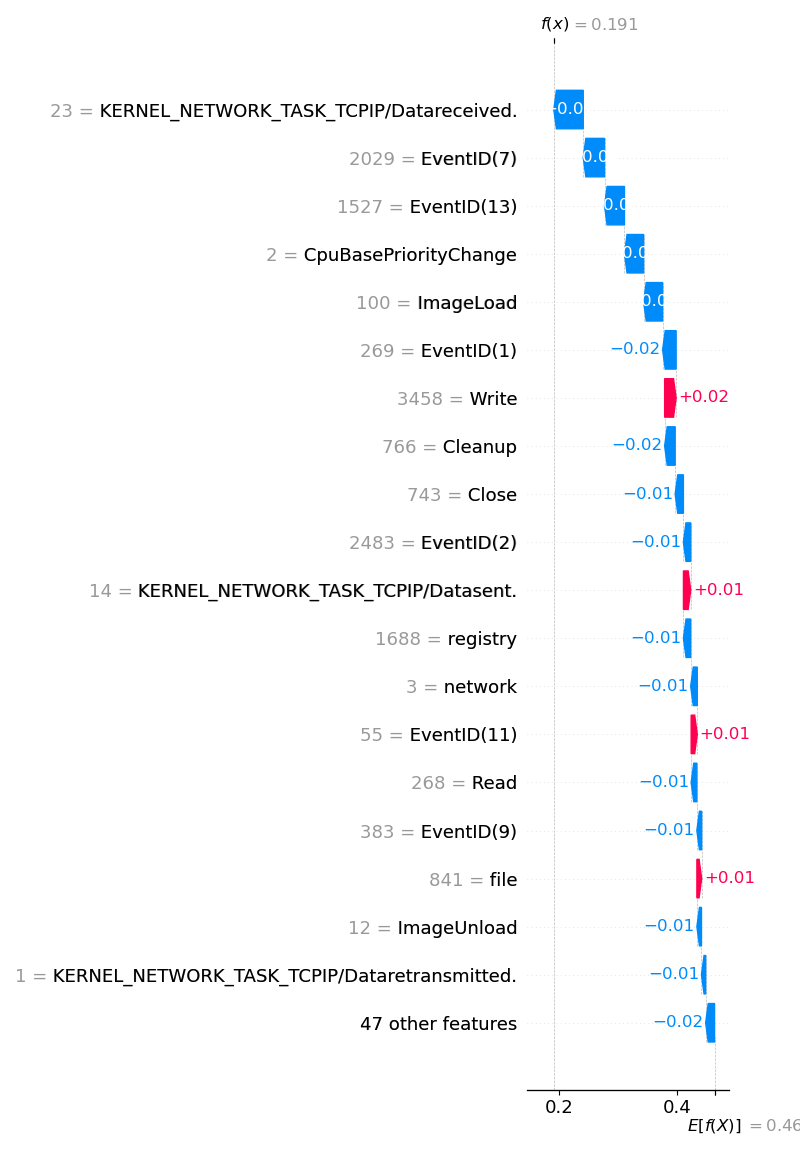 f(x) = 0.191
23 = KERNEL_NETWORK_TASK_TCPIP/Datareceived.
2029 = EventID(7)
1527 = EventID(13)
2 = CpuBasePriorityChange
100 = ImageLoad
269 = EventID(1) −0.02
3458 = Write +0.02
766 = Cleanup −0.02
743 = Close −0.01
2483 = EventID(2) −0.01
14 = KERNEL_NETWORK_TASK_TCPIP/Datasent. +0.01
1688 = registry −0.01
3 = network −0.01
55 = EventID(11) +0.01
268 = Read −0.01
383 = EventID(9) −0.01
841 = file +0.01
12 = ImageUnload −0.01
1 = KERNEL_NETWORK_TASK_TCPIP/Dataretransmitted. −0.01
47 other features −0.02
0.2 0.4
E[f(X)] = 0.46